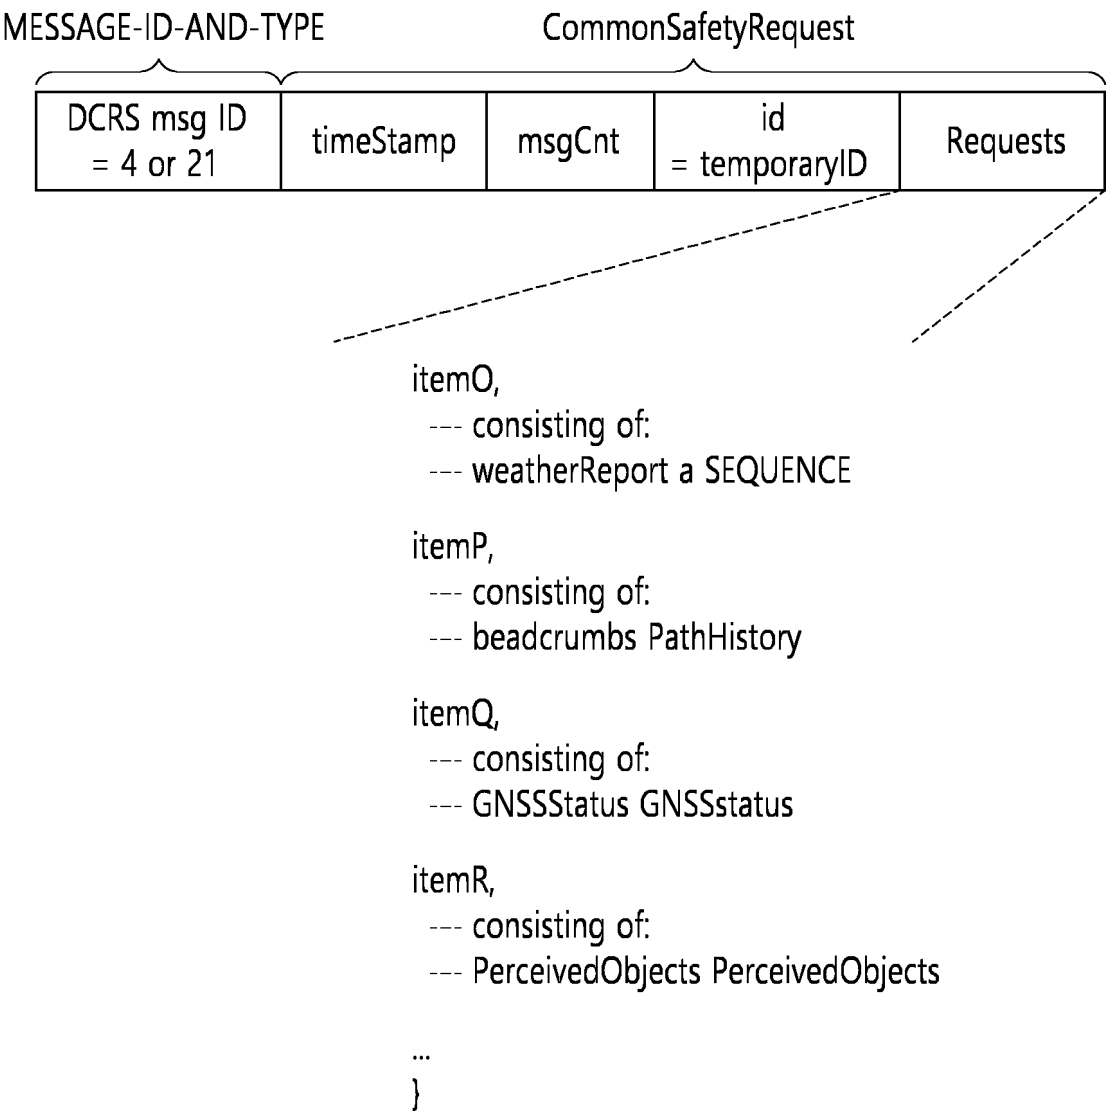 MESSAGE-ID-AND-TYPE
CommonSafetyRequest
DCRS msg ID
= 4 or 21
timeStamp
msgCnt
id
= temporaryID
Requests
itemO,
--- consisting of:
--- weatherReport a SEQUENCE
itemP,
--- consisting of:
--- beadcrumbs PathHistory
itemQ,
--- consisting of:
--- GNSSStatus GNSSstatus
itemR,
--- consisting of:
--- PerceivedObjects PerceivedObjects
...
}